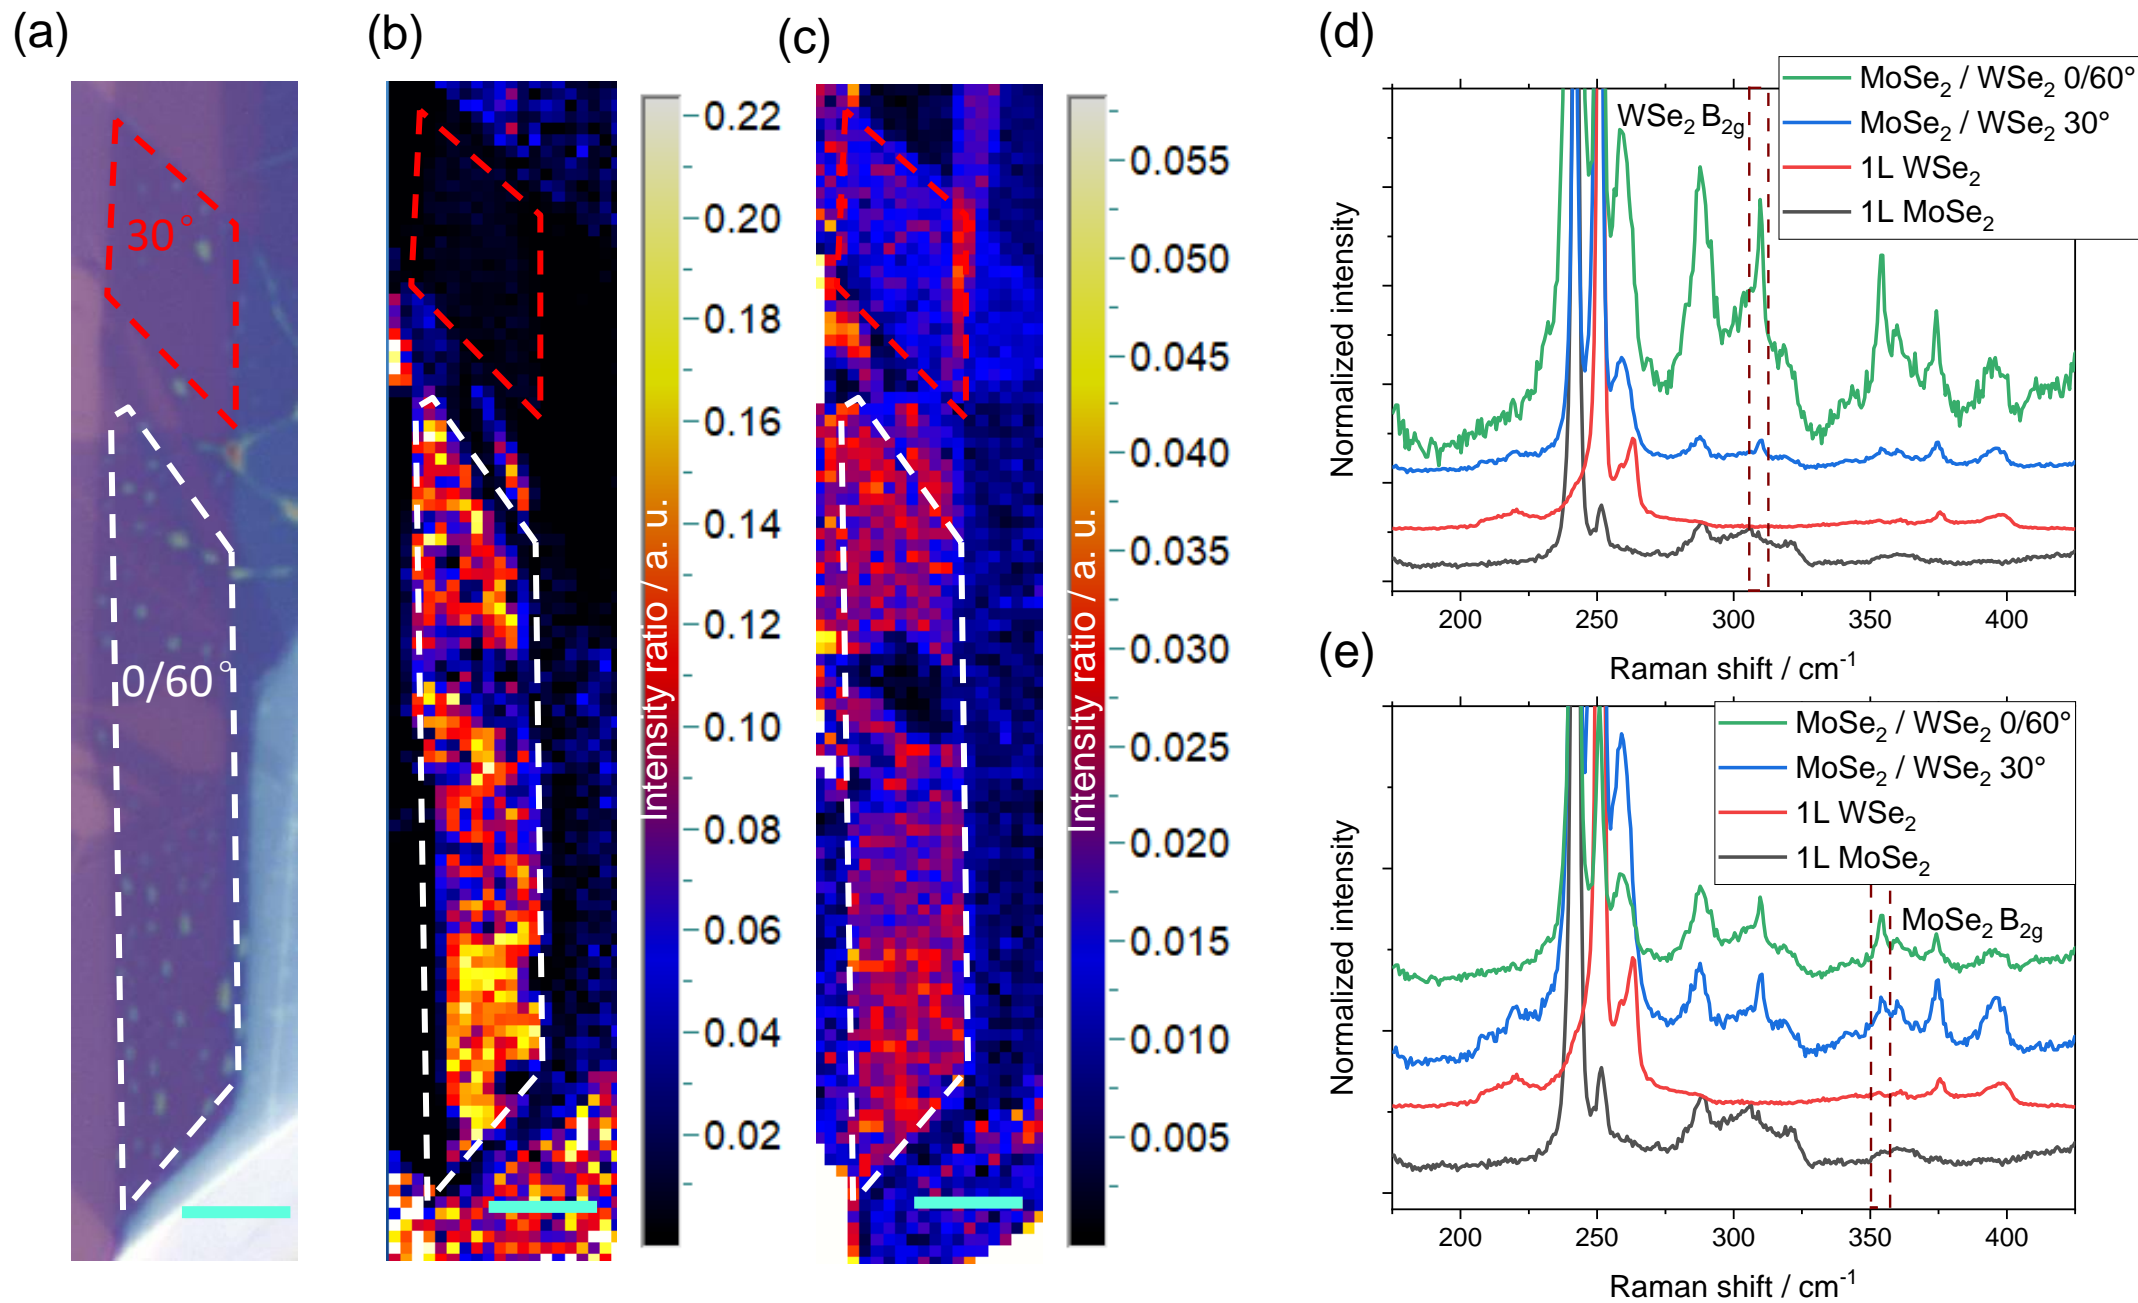 (a)
30°
0/60°
(b)
0.22
0.20
0.18
0.16
0.14
0.12
0.10
0.08
0.06
0.04
0.02
Intensity ratio / a. u.
(c)
0.055
0.050
0.045
0.040
0.035
0.030
0.025
0.020
0.015
0.010
0.005
Intensity ratio / a. u.
(d)
MoSe₂ / WSe₂ 0/60°
MoSe₂ / WSe₂ 30°
1L WSe₂
1L MoSe₂
WSe₂ B₂g
Normalized intensity
200 250 300 350 400
Raman shift / cm⁻¹
(e)
MoSe₂ / WSe₂ 0/60°
MoSe₂ / WSe₂ 30°
1L WSe₂
1L MoSe₂
MoSe₂ B₂g
Normalized intensity
200 250 300 350 400
Raman shift / cm⁻¹